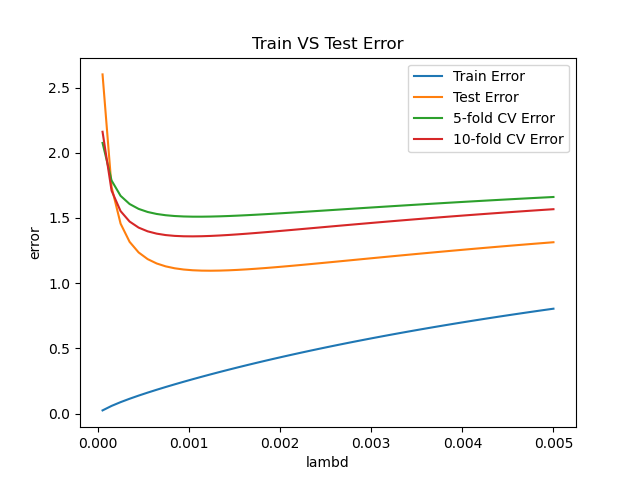 Train VS Test Error
Train Error
Test Error
5-fold CV Error
10-fold CV Error
2.5
2.0
1.5
1.0
0.5
0.0
error
0.000
0.001
0.002
0.003
0.004
0.005
lambd